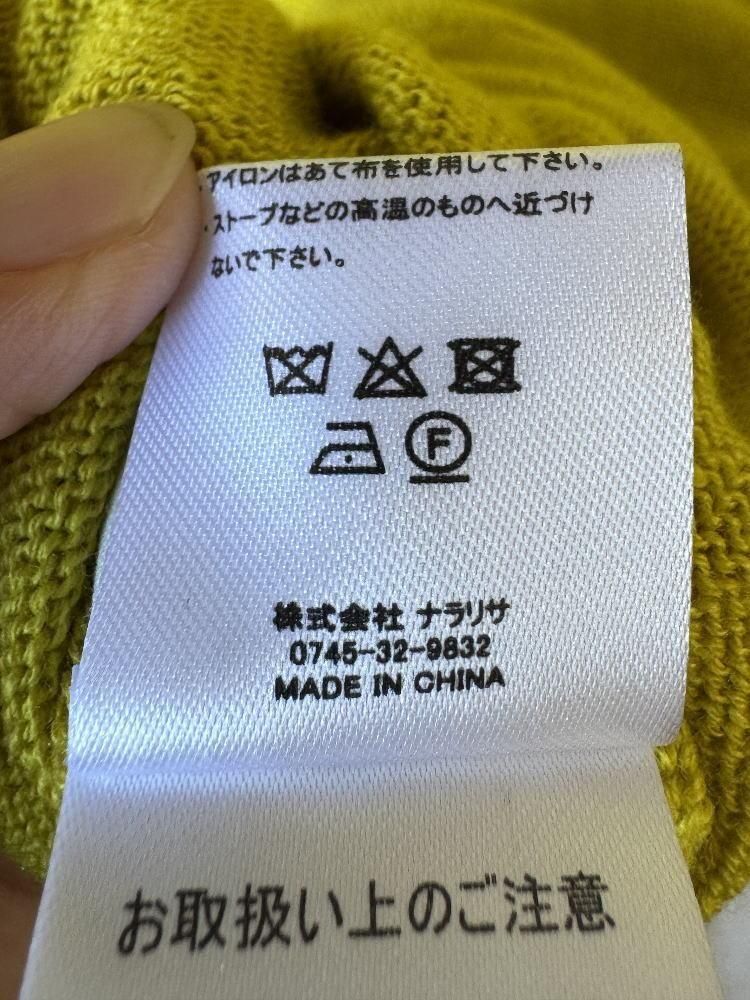 ・アイロンはあて布を使用して下さい。
・ストーブなどの高温のものへ近づけ
ないで下さい。
F
株式会社 ナラリサ
0745-32-9832
MADE IN CHINA
お取扱い上のご注意